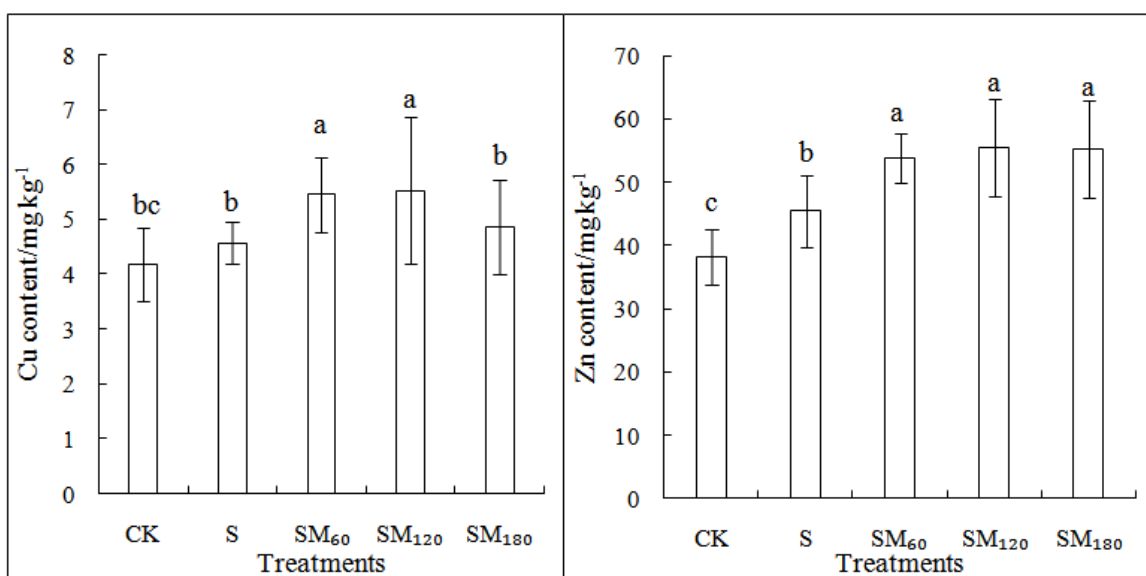 Cu content/mg kg⁻¹
8
7
6
5
4
3
2
1
0
bc
b
a
a
b
CK S SM₆₀ SM₁₂₀ SM₁₈₀
Treatments
Zn content/mg kg⁻¹
70
60
50
40
30
20
10
0
c
b
a
a
a
CK S SM₆₀ SM₁₂₀ SM₁₈₀
Treatments